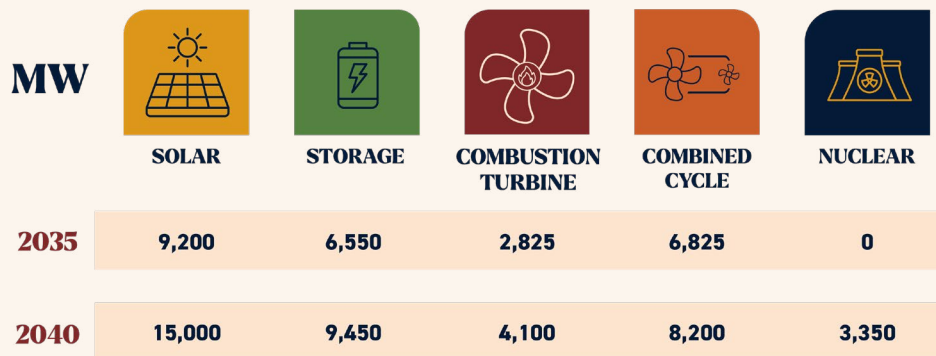 MW
SOLAR STORAGE COMBUSTION TURBINE COMBINED CYCLE NUCLEAR
2035 9,200 6,550 2,825 6,825 0
2040 15,000 9,450 4,100 8,200 3,350